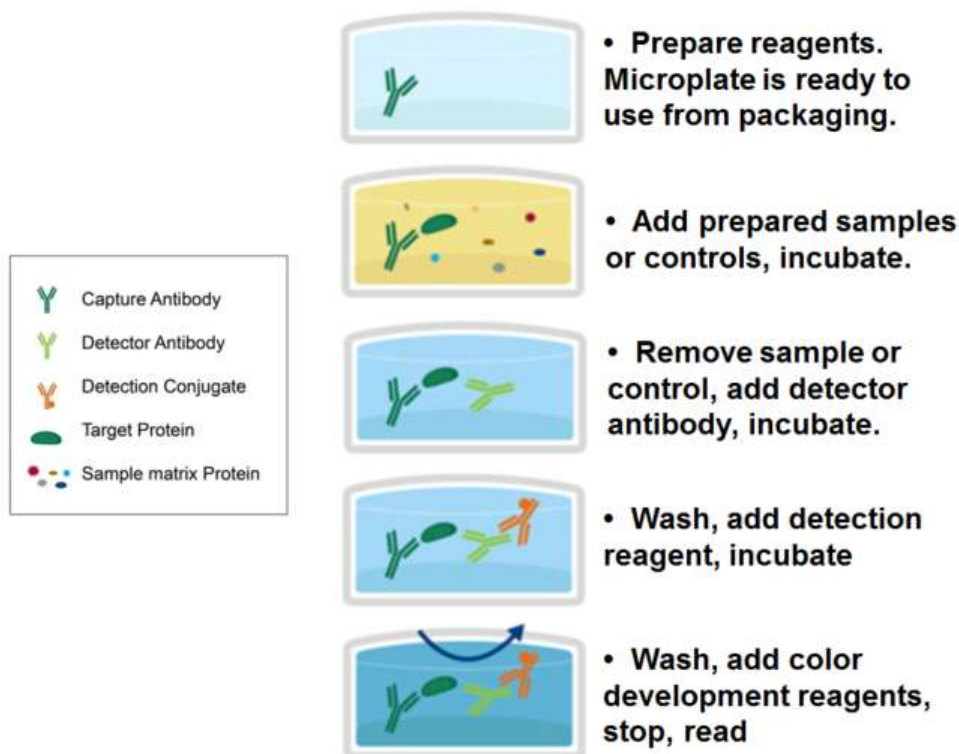 • Prepare reagents.
Microplate is ready to
use from packaging.
• Add prepared samples
or controls, incubate.
Capture Antibody
Detector Antibody
Detection Conjugate
Target Protein
Sample matrix Protein
• Remove sample or
control, add detector
antibody, incubate.
• Wash, add detection
reagent, incubate
• Wash, add color
development reagents,
stop, read